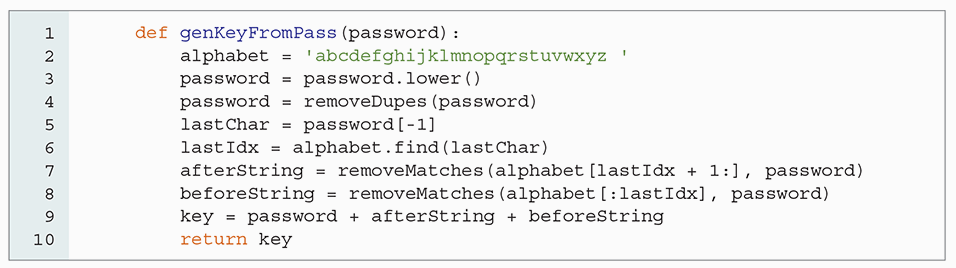 1 def genKeyFromPass(password):
2 alphabet = 'abcdefghijklmnopqrstuvwxyz '
3 password = password.lower()
4 password = removeDupes(password)
5 lastChar = password[-1]
6 lastIdx = alphabet.find(lastChar)
7 afterString = removeMatches(alphabet[lastIdx + 1:], password)
8 beforeString = removeMatches(alphabet[:lastIdx], password)
9 key = password + afterString + beforeString
10 return key